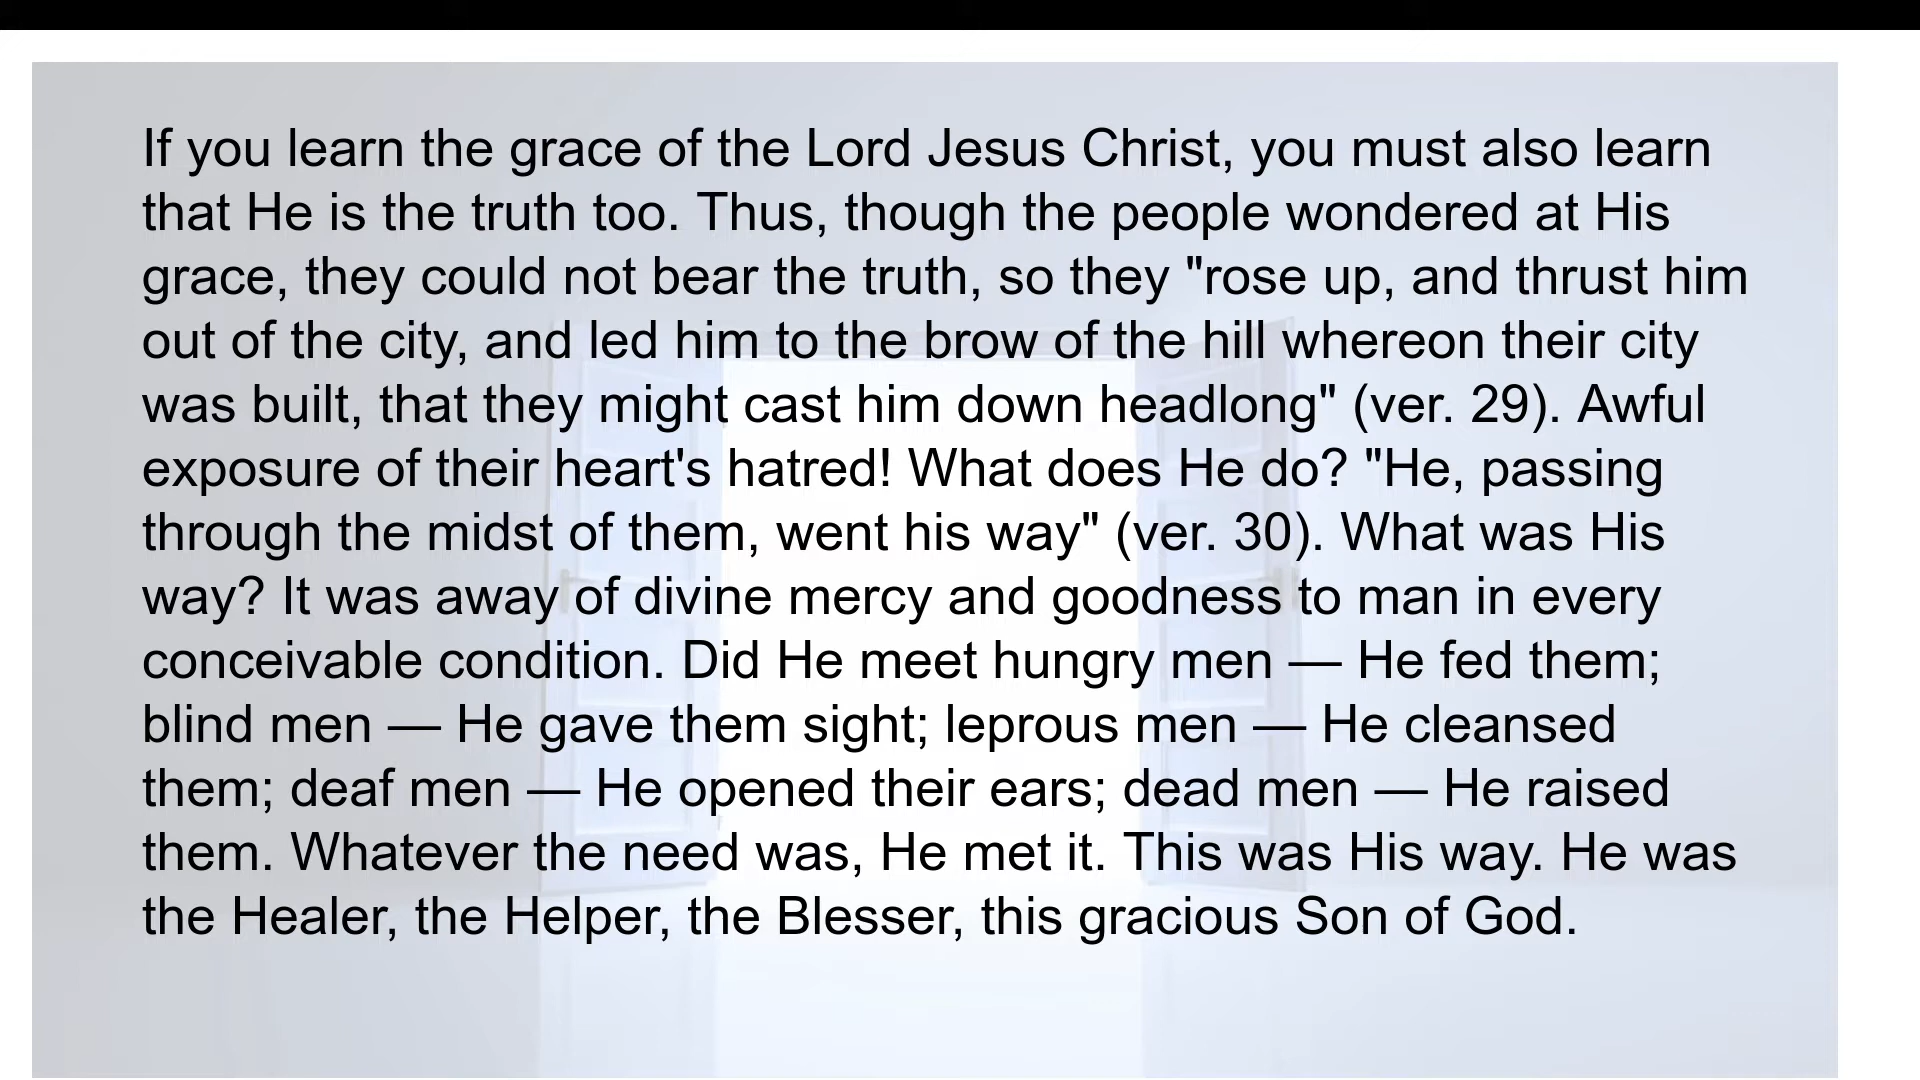 If you learn the grace of the Lord Jesus Christ, you must also learn
that He is the truth too. Thus, though the people wondered at His
grace, they could not bear the truth, so they "rose up, and thrust him
out of the city, and led him to the brow of the hill whereon their city
was built, that they might cast him down headlong" (ver. 29). Awful
exposure of their heart's hatred! What does He do? "He, passing
through the midst of them, went his way" (ver. 30). What was His
way? It was away of divine mercy and goodness to man in every
conceivable condition. Did He meet hungry men — He fed them;
blind men — He gave them sight; leprous men — He cleansed
them; deaf men — He opened their ears; dead men — He raised
them. Whatever the need was, He met it. This was His way. He was
the Healer, the Helper, the Blesser, this gracious Son of God.